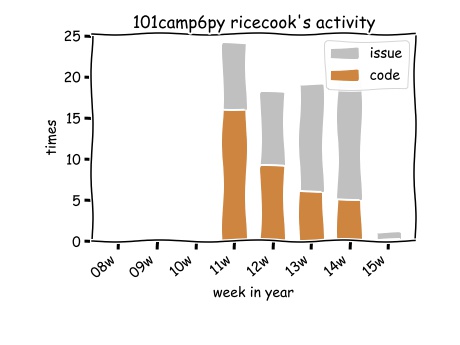 101camp6py ricecook's activity
25
20
15
10
5
0
times
issue
code
08w 09w 10w 11w 12w 13w 14w 15w
week in year